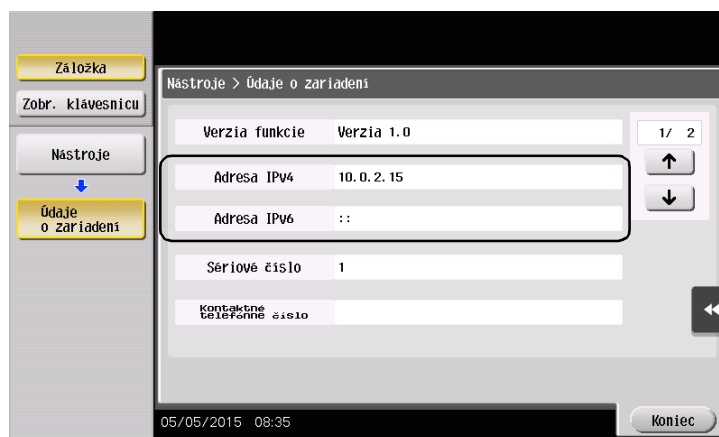 Záložka
Zobr. klávesnicu
Nástroje
Údaje
o zariadení
Nástroje > Údaje o zariadení
Verzia funkcie Verzia 1.0
1/ 2
Adresa IPv4 10.0.2.15
Adresa IPv6 ::
Sériové číslo 1
Kontaktné
telefónne číslo
05/05/2015 08:35
Koniec